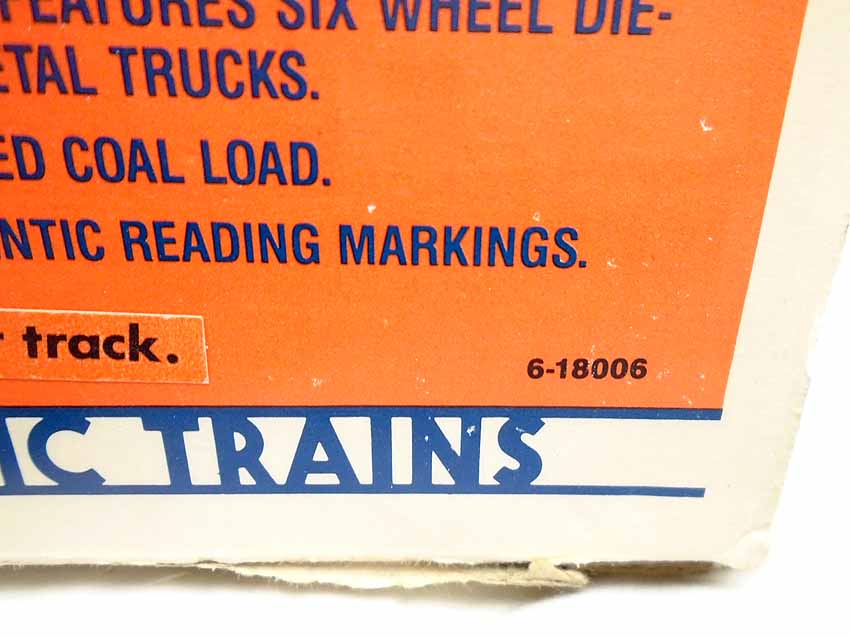 FEATURES SIX WHEEL DIE-
ETAL TRUCKS.
ED COAL LOAD.
NTIC READING MARKINGS.
track.
6-18006
IC TRAINS